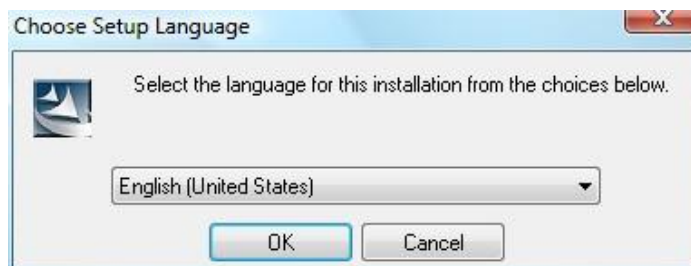 Choose Setup Language
Select the language for this installation from the choices below.
English (United States)
OK
Cancel